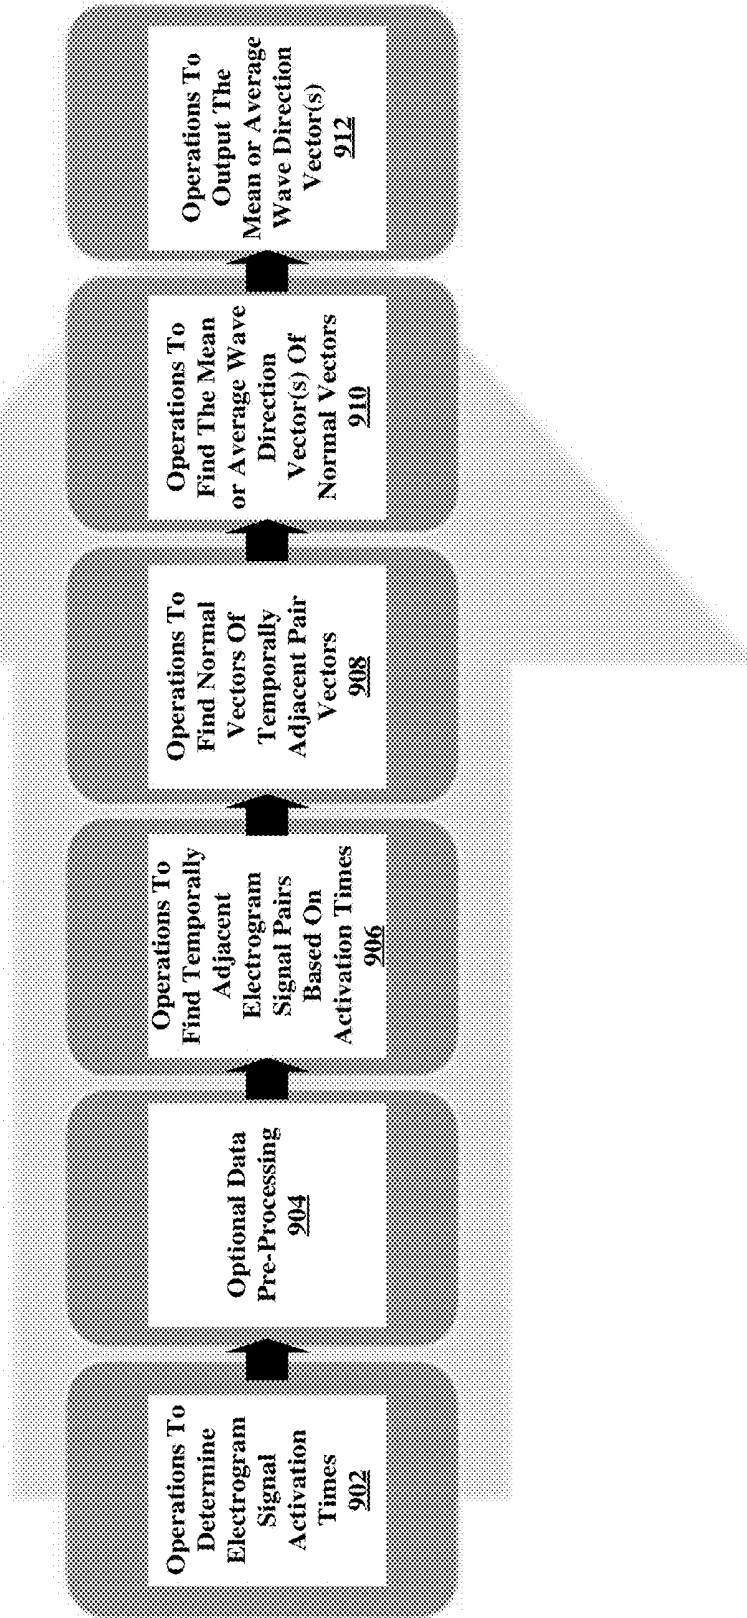 Operations To
Determine
Electrogram
Signal
Activation
Times
902
Optional Data
Pre-Processing
904
Operations To
Find Temporally
Adjacent
Electrogram
Signal Pairs
Based On
Activation Times
906
Operations To
Find Normal
Vectors Of
Temporally
Adjacent Pair
Vectors
908
Operations To
Find The Mean
or Average Wave
Direction
Vector(s) Of
Normal Vectors
910
Operations To
Output The
Mean or Average
Wave Direction
Vector(s)
912